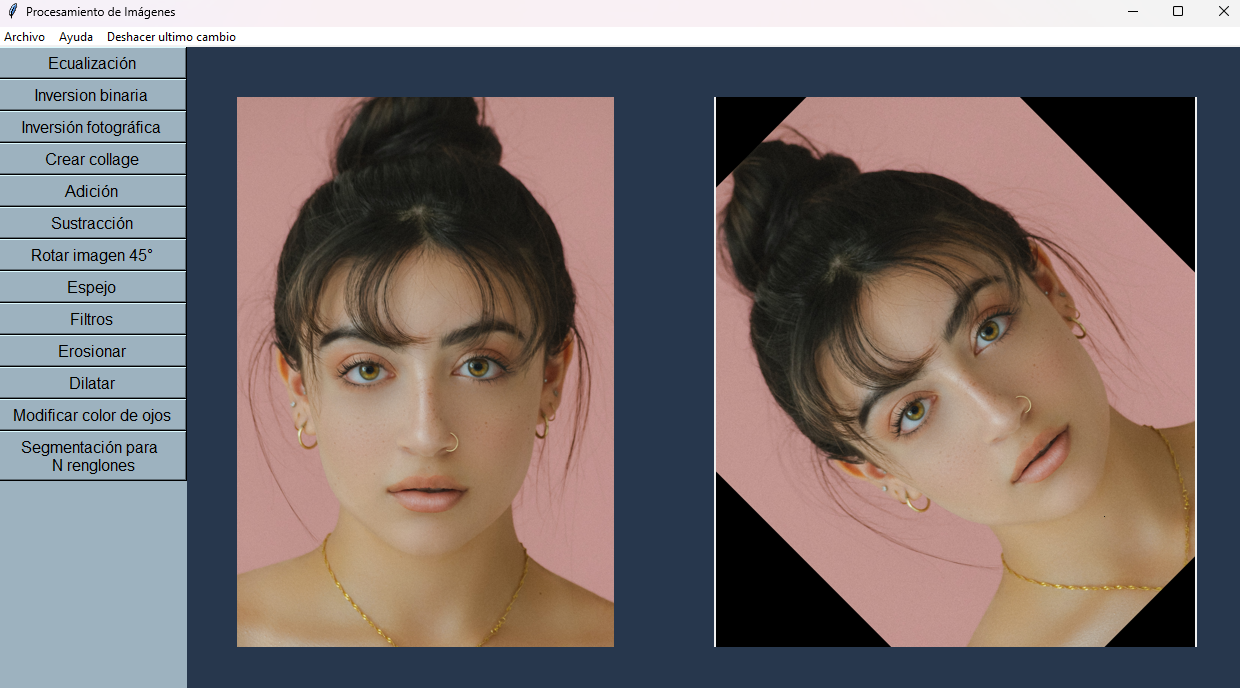 Procesamiento de Imágenes
Archivo Ayuda Deshacer ultimo cambio
Ecualización
Inversion binaria
Inversión fotográfica
Crear collage
Adición
Sustracción
Rotar imagen 45°
Espejo
Filtros
Erosionar
Dilatar
Modificar color de ojos
Segmentación para
N renglones